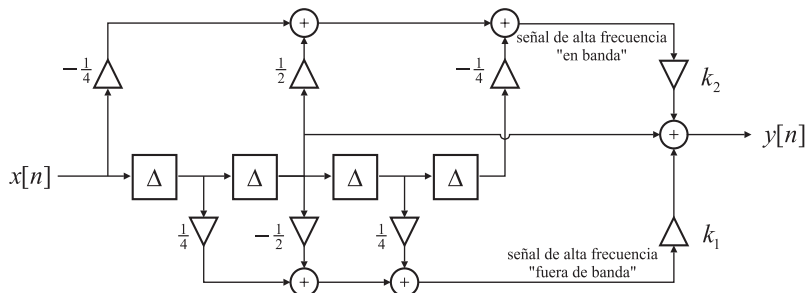 señal de alta frecuencia
"en banda"
−1/4
1/2
−1/4
k₂
x[n]
Δ
Δ
Δ
Δ
y[n]
1/4
−1/2
1/4
k₁
señal de alta frecuencia
"fuera de banda"
+
+
+
+
+